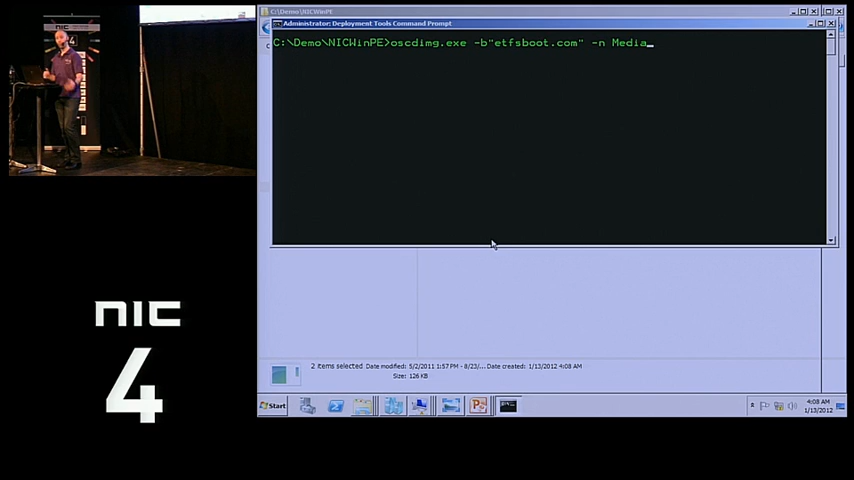 C:\Demo\NICWinPE
Administrator: Deployment Tools Command Prompt
C:\Demo\NICWinPE>oscdimg.exe -b"etfsboot.com" -n Media_
2 items selected Date modified: 5/2/2011 1:57 PM - 8/23/... Date created: 1/13/2012 4:08 AM
Size: 126 KB
Start
4:08 AM
1/13/2012
nic
4
nic
4